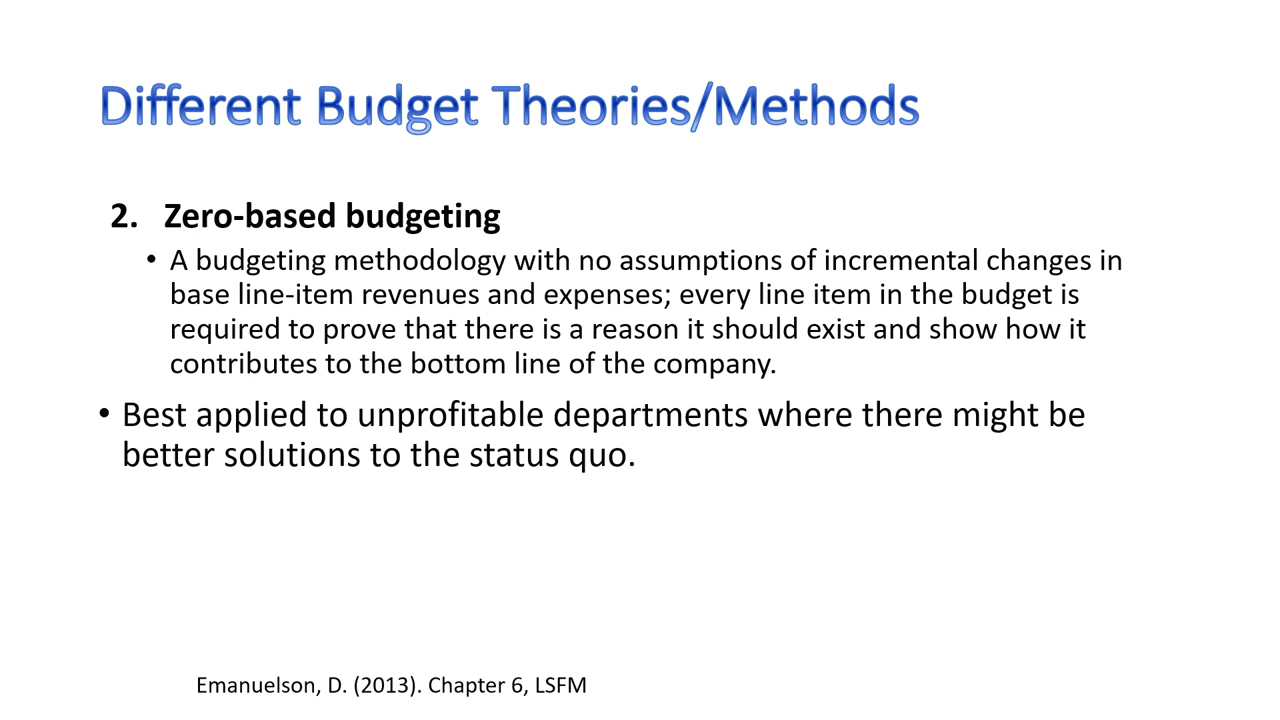 Different Budget Theories/Methods
2. Zero-based budgeting
• A budgeting methodology with no assumptions of incremental changes in
base line-item revenues and expenses; every line item in the budget is
required to prove that there is a reason it should exist and show how it
contributes to the bottom line of the company.
• Best applied to unprofitable departments where there might be
better solutions to the status quo.
Emanuelson, D. (2013). Chapter 6, LSFM